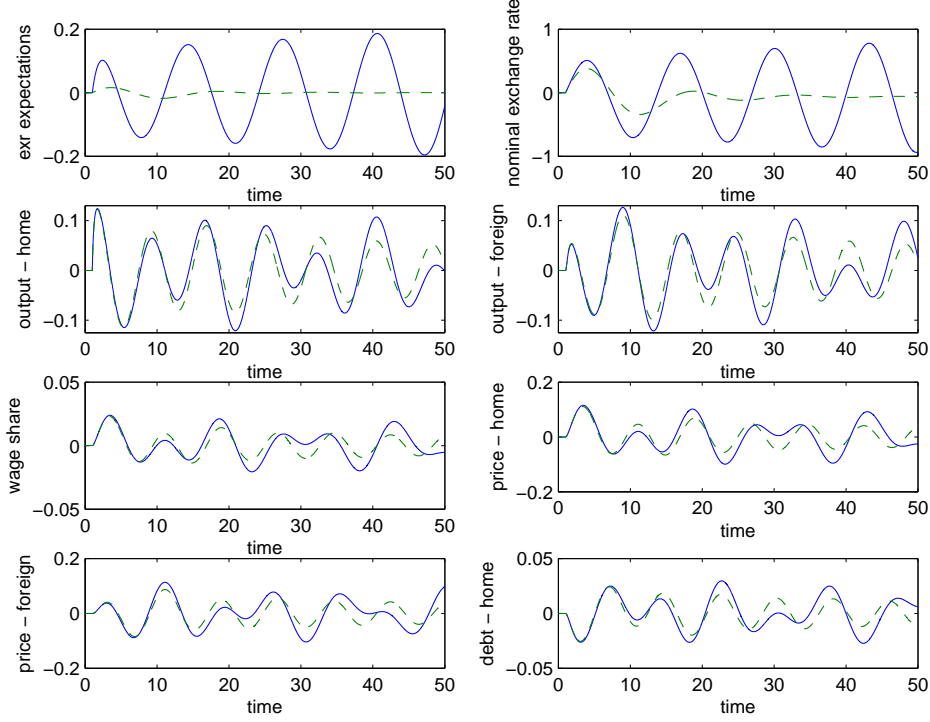 exr expectations
0.2
0
−0.2
0 10 20 30 40 50
time
nominal exchange rate
1
0
−1
0 10 20 30 40 50
time
output − home
0.1
0
−0.1
0 10 20 30 40 50
time
output − foreign
0.1
0
−0.1
0 10 20 30 40 50
time
wage share
0.05
0
−0.05
0 10 20 30 40 50
time
price − home
0.2
0
−0.2
0 10 20 30 40 50
time
price − foreign
0.2
0
−0.2
0 10 20 30 40 50
time
debt − home
0.05
0
−0.05
0 10 20 30 40 50
time